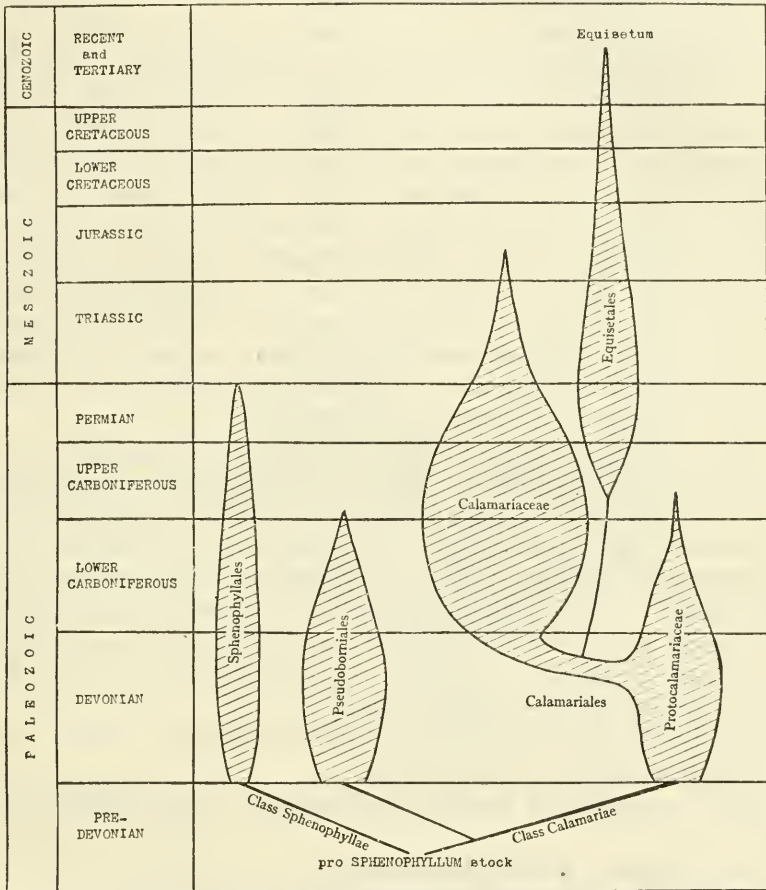 CENOZOIC
RECENT
and
TERTIARY
Equisetum
MESOZOIC
UPPER
CRETACEOUS
LOWER
CRETACEOUS
JURASSIC
TRIASSIC
Equisetales
PALEOZOIC
PERMIAN
UPPER
CARBONIFEROUS
Calamariaceae
LOWER
CARBONIFEROUS
Sphenophyllales
Pseudoborniales
Protocalamariaceae
DEVONIAN
Calamariales
PRE-
DEVONIAN
Class Sphenophyllae
Class Calamariae
pro SPHENOPHYLLUM stock